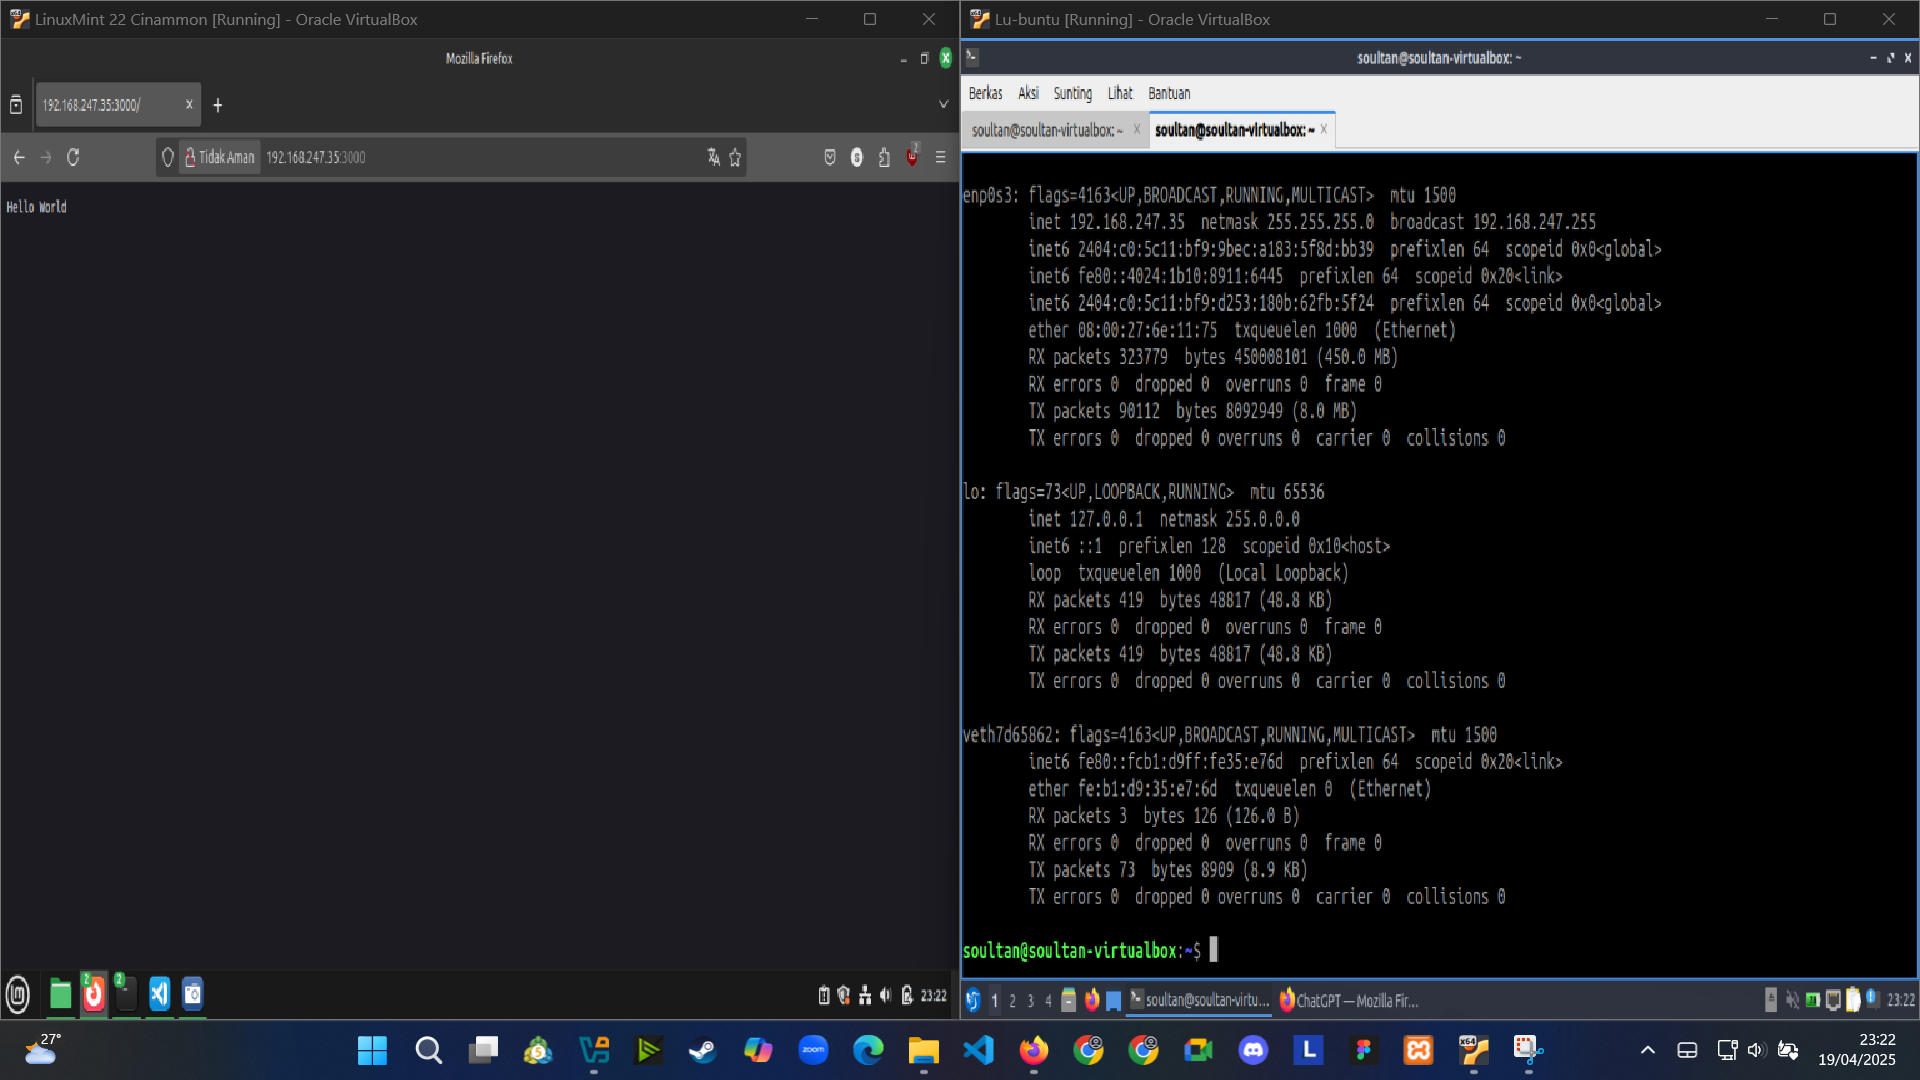 LinuxMint 22 Cinammon [Running] - Oracle VirtualBox
Mozilla Firefox
192.168.247.35:3000/
Tidak Aman
192.168.247.35:3000
2
Hello World
2
2
23:22
Lu-buntu [Running] - Oracle VirtualBox
soultan@soultan-virtualbox: ~
Berkas Aksi Sunting Lihat Bantuan
soultan@soultan-virtualbox: ~ × soultan@soultan-virtualbox: ~ ×
enp0s3: flags=4163<UP,BROADCAST,RUNNING,MULTICAST>  mtu 1500
        inet 192.168.247.35  netmask 255.255.255.0  broadcast 192.168.247.255
        inet6 2404:c0:5c11:bf9:9bec:a183:5f8d:bb39  prefixlen 64  scopeid 0x0<global>
        inet6 fe80::4024:1b10:8911:6445  prefixlen 64  scopeid 0x20<link>
        inet6 2404:c0:5c11:bf9:d253:180b:62fb:5f24  prefixlen 64  scopeid 0x0<global>
        ether 08:00:27:6e:11:75  txqueuelen 1000  (Ethernet)
        RX packets 323779  bytes 450008101 (450.0 MB)
        RX errors 0  dropped 0  overruns 0  frame 0
        TX packets 90112  bytes 8092949 (8.0 MB)
        TX errors 0  dropped 0 overruns 0  carrier 0  collisions 0
lo: flags=73<UP,LOOPBACK,RUNNING>  mtu 65536
        inet 127.0.0.1  netmask 255.0.0.0
        inet6 ::1  prefixlen 128  scopeid 0x10<host>
        loop  txqueuelen 1000  (Local Loopback)
        RX packets 419  bytes 48817 (48.8 KB)
        RX errors 0  dropped 0  overruns 0  frame 0
        TX packets 419  bytes 48817 (48.8 KB)
        TX errors 0  dropped 0 overruns 0  carrier 0  collisions 0
veth7d65862: flags=4163<UP,BROADCAST,RUNNING,MULTICAST>  mtu 1500
        inet6 fe80::fcb1:d9ff:fe35:e76d  prefixlen 64  scopeid 0x20<link>
        ether fe:b1:d9:35:e7:6d  txqueuelen 0  (Ethernet)
        RX packets 3  bytes 126 (126.0 B)
        RX errors 0  dropped 0  overruns 0  frame 0
        TX packets 73  bytes 8909 (8.9 KB)
        TX errors 0  dropped 0 overruns 0  carrier 0  collisions 0
soultan@soultan-virtualbox:~$
1 2 3 4 soultan@soultan-virtu... ChatGPT — Mozilla Fir... 23:22
27°
zoom
L
x64
23:22
19/04/2025